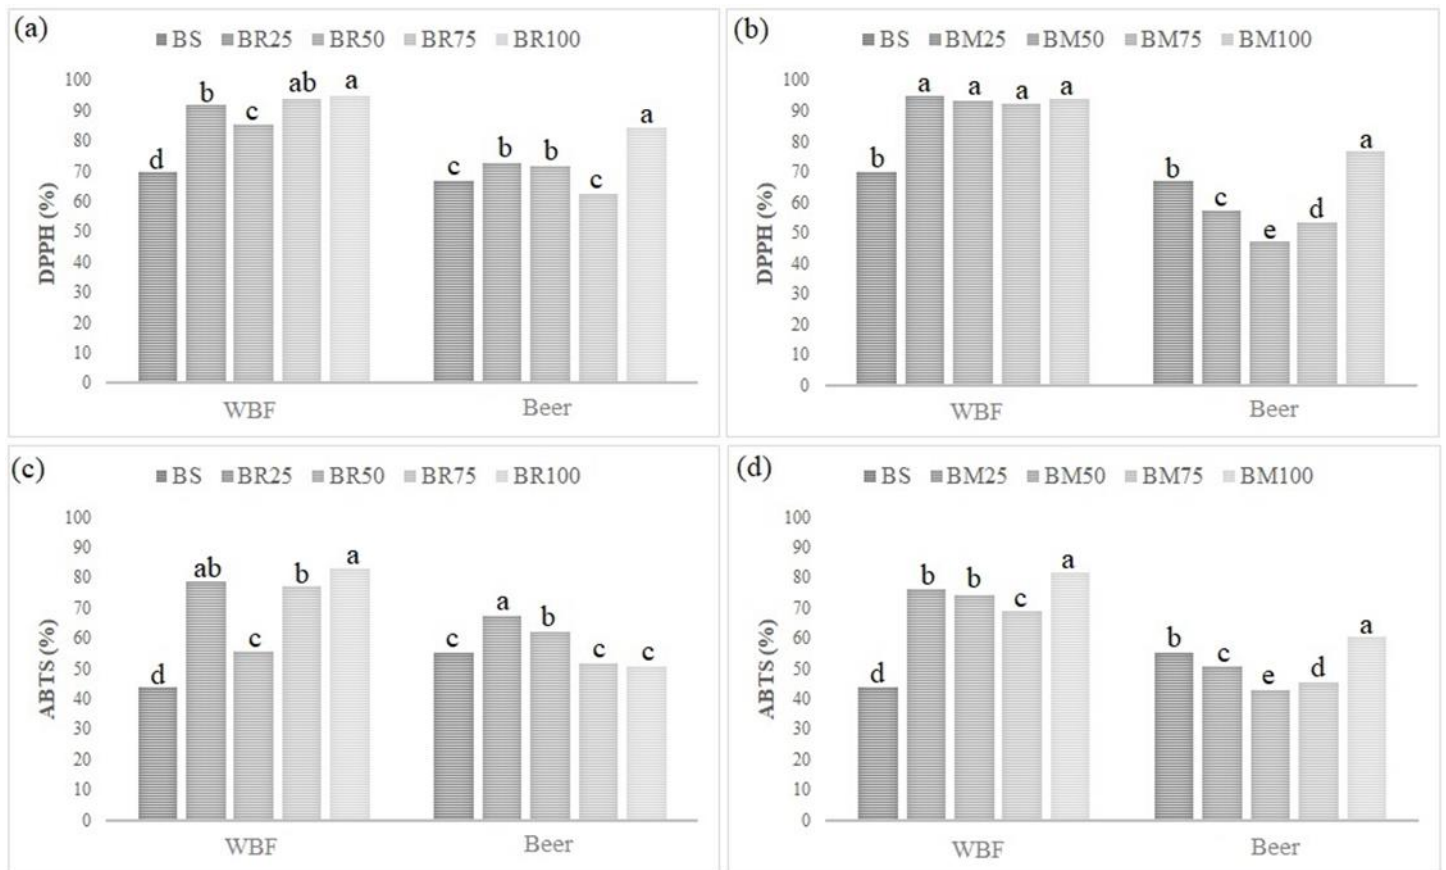 (a)
BS BR25 BR50 BR75 BR100
DPPH (%)
100
90
80
70
60
50
40
30
20
10
0
d b c ab a
c b b c a
WBF Beer
(b)
BS BM25 BM50 BM75 BM100
DPPH (%)
100
90
80
70
60
50
40
30
20
10
0
b a a a a
b c e d a
WBF Beer
(c)
BS BR25 BR50 BR75 BR100
ABTS (%)
100
90
80
70
60
50
40
30
20
10
0
d ab c b a
c a b c c
WBF Beer
(d)
BS BM25 BM50 BM75 BM100
ABTS (%)
100
90
80
70
60
50
40
30
20
10
0
d b b c a
b c e d a
WBF Beer